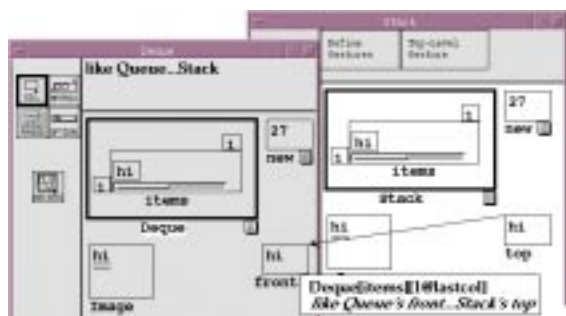 Stack
Deque
Define
Gesture
Top-Level
Gesture
like Queue...Stack
1
hi
1
items
Deque
27
new
1
hi
1
items
Stack
27
new
hi
Image
hi
front
hi
hi
top
Deque[items][1@lastcol]
like Queue's front...Stack's top